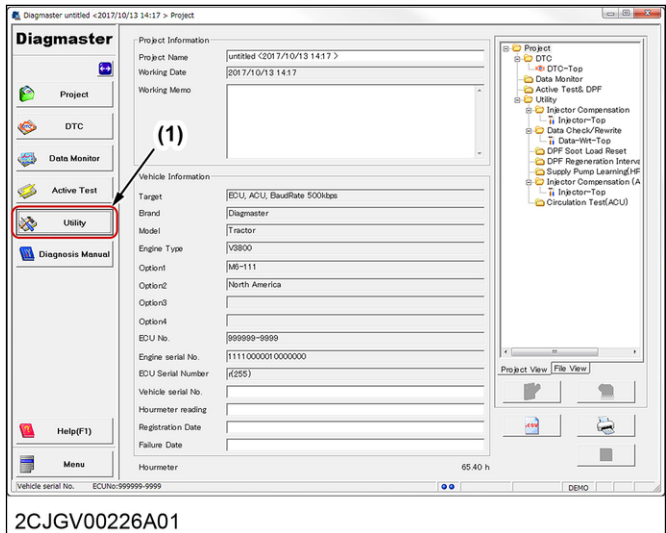 Diagmaster untitled <2017/10/13 14:17 > Project
Diagmaster
Project
DTC
Data Monitor
Active Test
Utility
Diagnosis Manual
Help(F1)
Menu
(1)
Project Information
Project Name untitled <2017/10/13 14:17 >
Working Date 2017/10/13 14:17
Working Memo
Vehicle Information
Target ECU, ACU, BaudRate 500kbps
Brand Diagmaster
Model Tractor
Engine Type V3800
Option1 M6-111
Option2 North America
Option3
Option4
ECU No. 999999-9999
Engine serial No. 11110000010000000
ECU Serial Number r(255)
Vehicle serial No.
Hourmeter reading
Registration Date
Failure Date
Hourmeter 65.40 h
Project
DTC
DTC-Top
Data Monitor
Active Test& DPF
Utility
Injector Compensation
Injector-Top
Data Check/Rewrite
Data-Wrt-Top
DPF Soot Load Reset
DPF Regeneration Interva
Supply Pump Learning(HF
Injector Compensation (A
Injector-Top
Circulation Test(ACU)
Project View File View
Vehicle serial No. ECUNo:999999-9999 DEMO
2CJGV00226A01